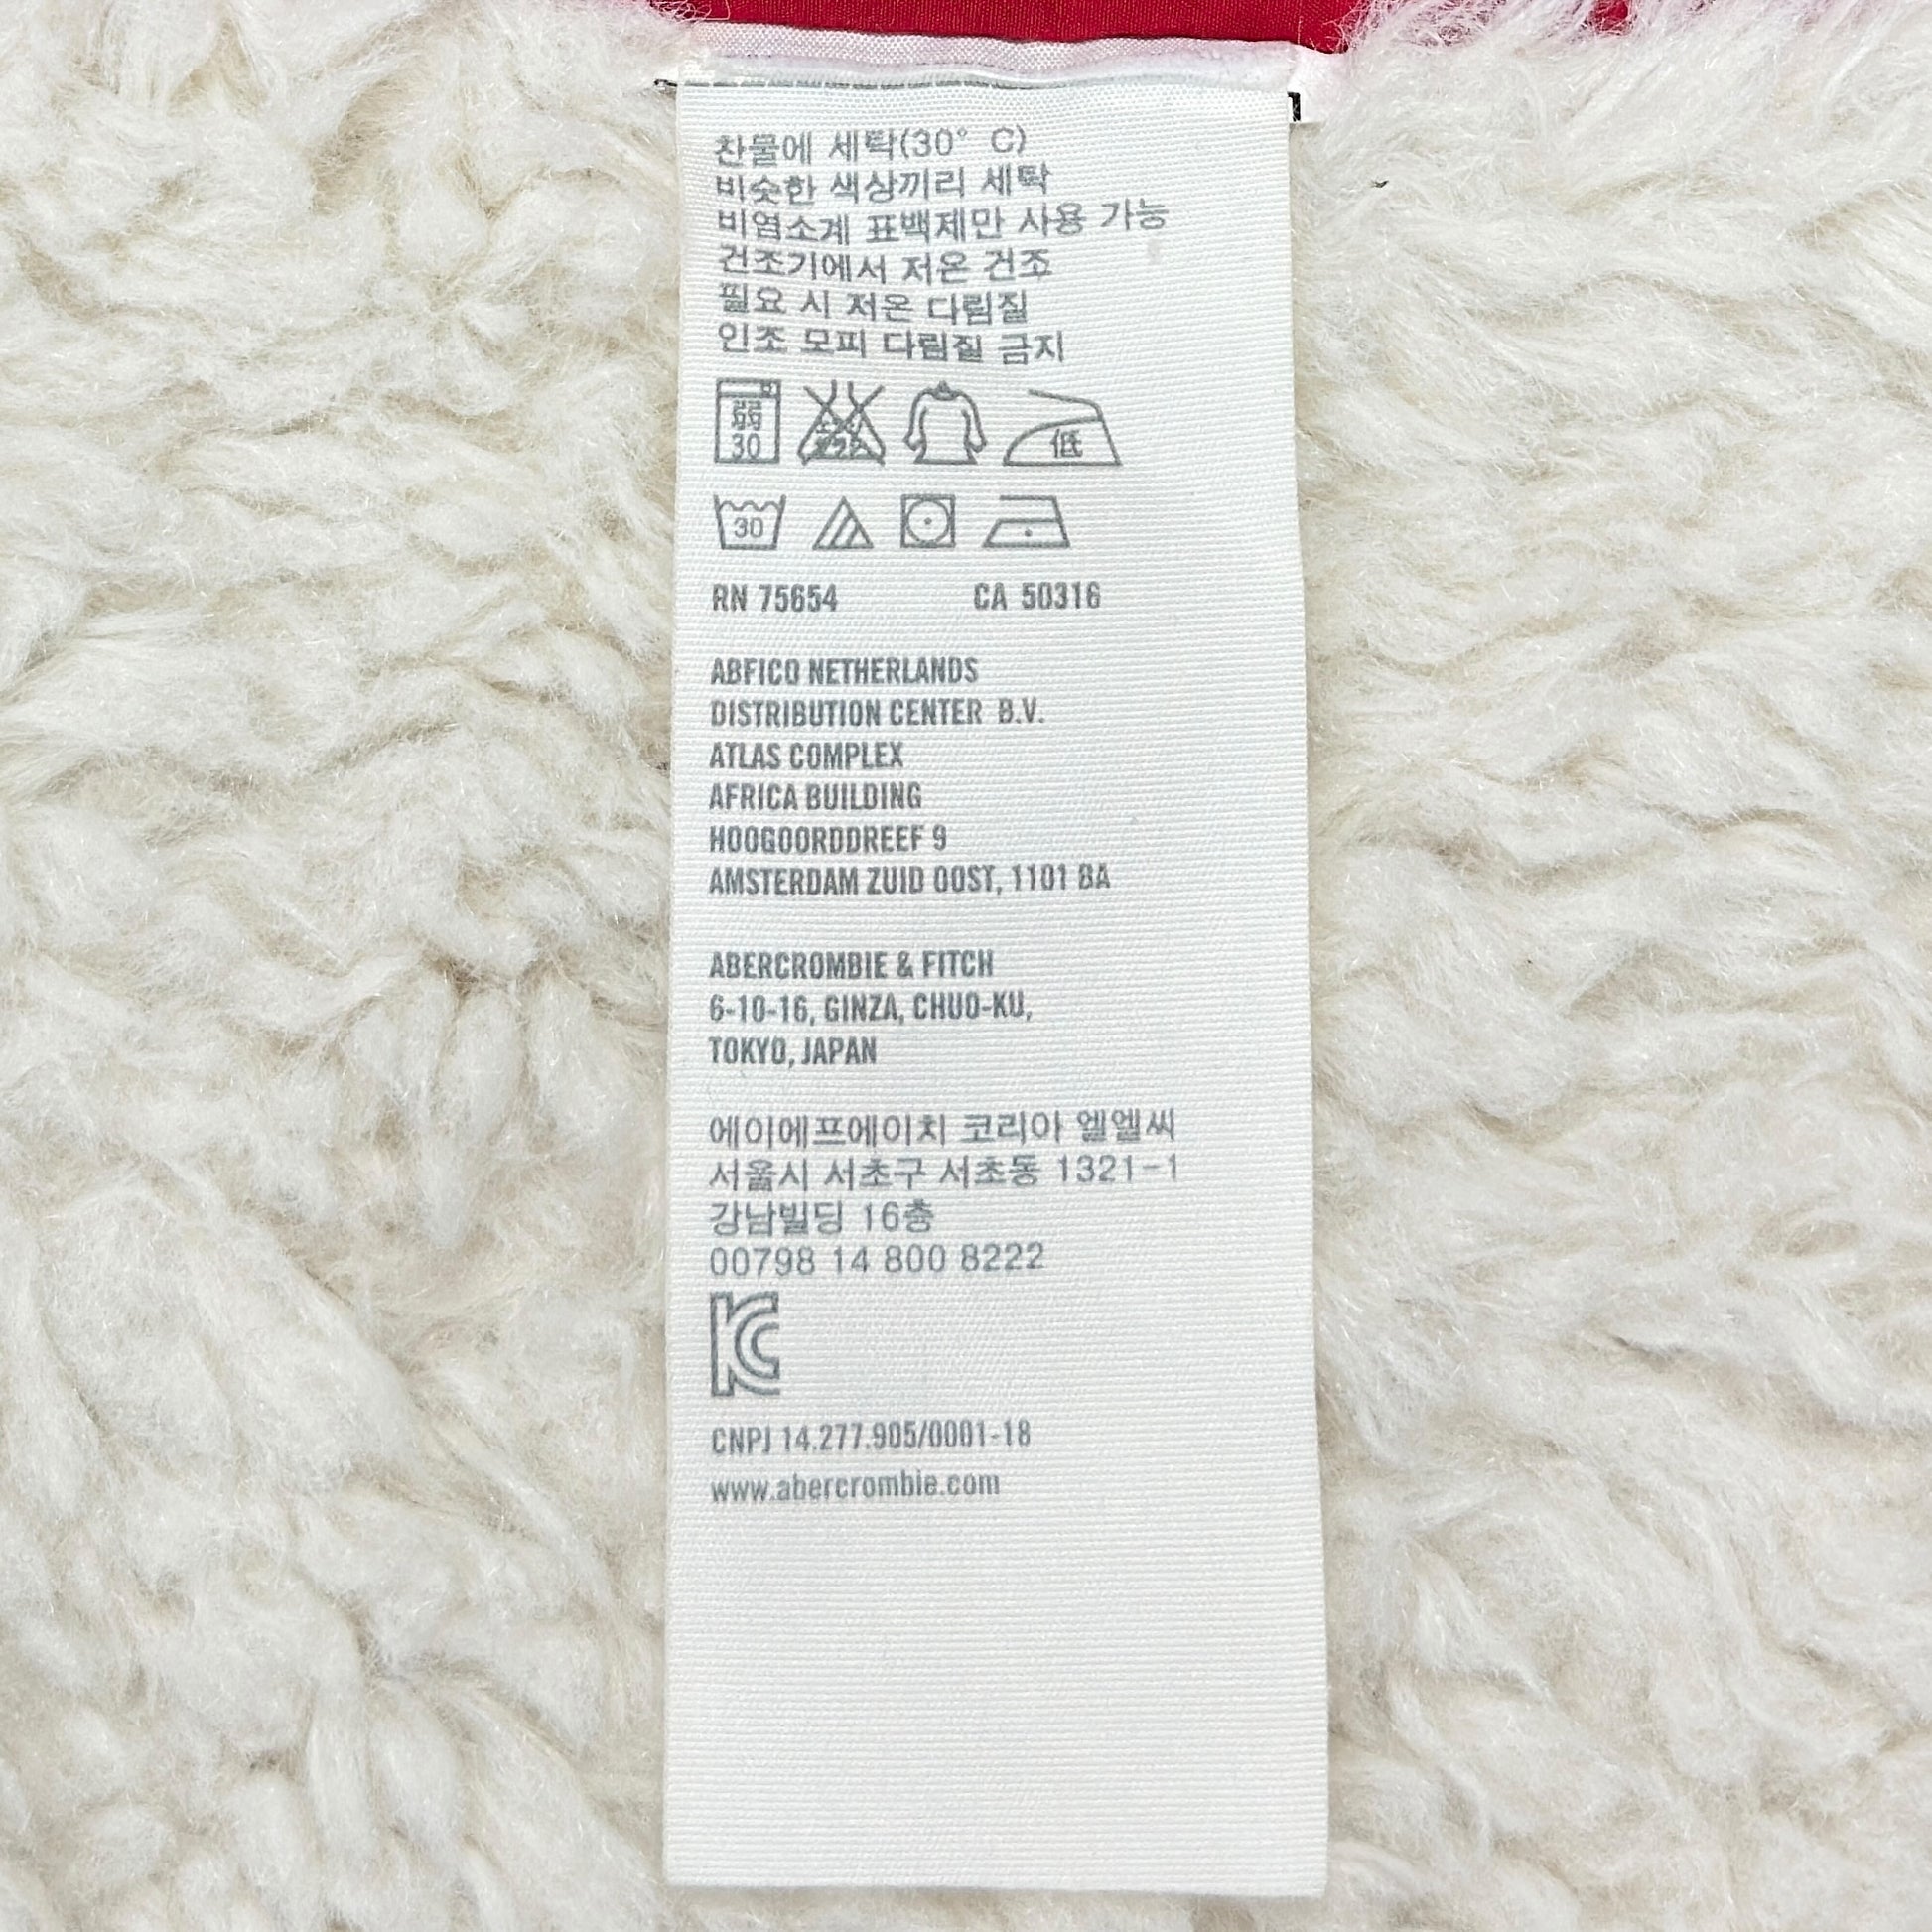 찬물에 세탁(30° C)
비슷한 색상끼리 세탁
비염소계 표백제만 사용 가능
건조기에서 저온 건조
필요 시 저온 다림질
인조 모피 다림질 금지
弱
30
低
30
RN 75654 CA 50316
ABFICO NETHERLANDS
DISTRIBUTION CENTER B.V.
ATLAS COMPLEX
AFRICA BUILDING
HOOGOORDDREEF 9
AMSTERDAM ZUID OOST, 1101 BA
ABERCROMBIE & FITCH
6-10-16, GINZA, CHUO-KU,
TOKYO, JAPAN
에이에프에이치 코리아 엘엘씨
서울시 서초구 서초동 1321-1
강남빌딩 16층
00798 14 800 8222
KC
CNPJ 14.277.905/0001-18
www.abercrombie.com